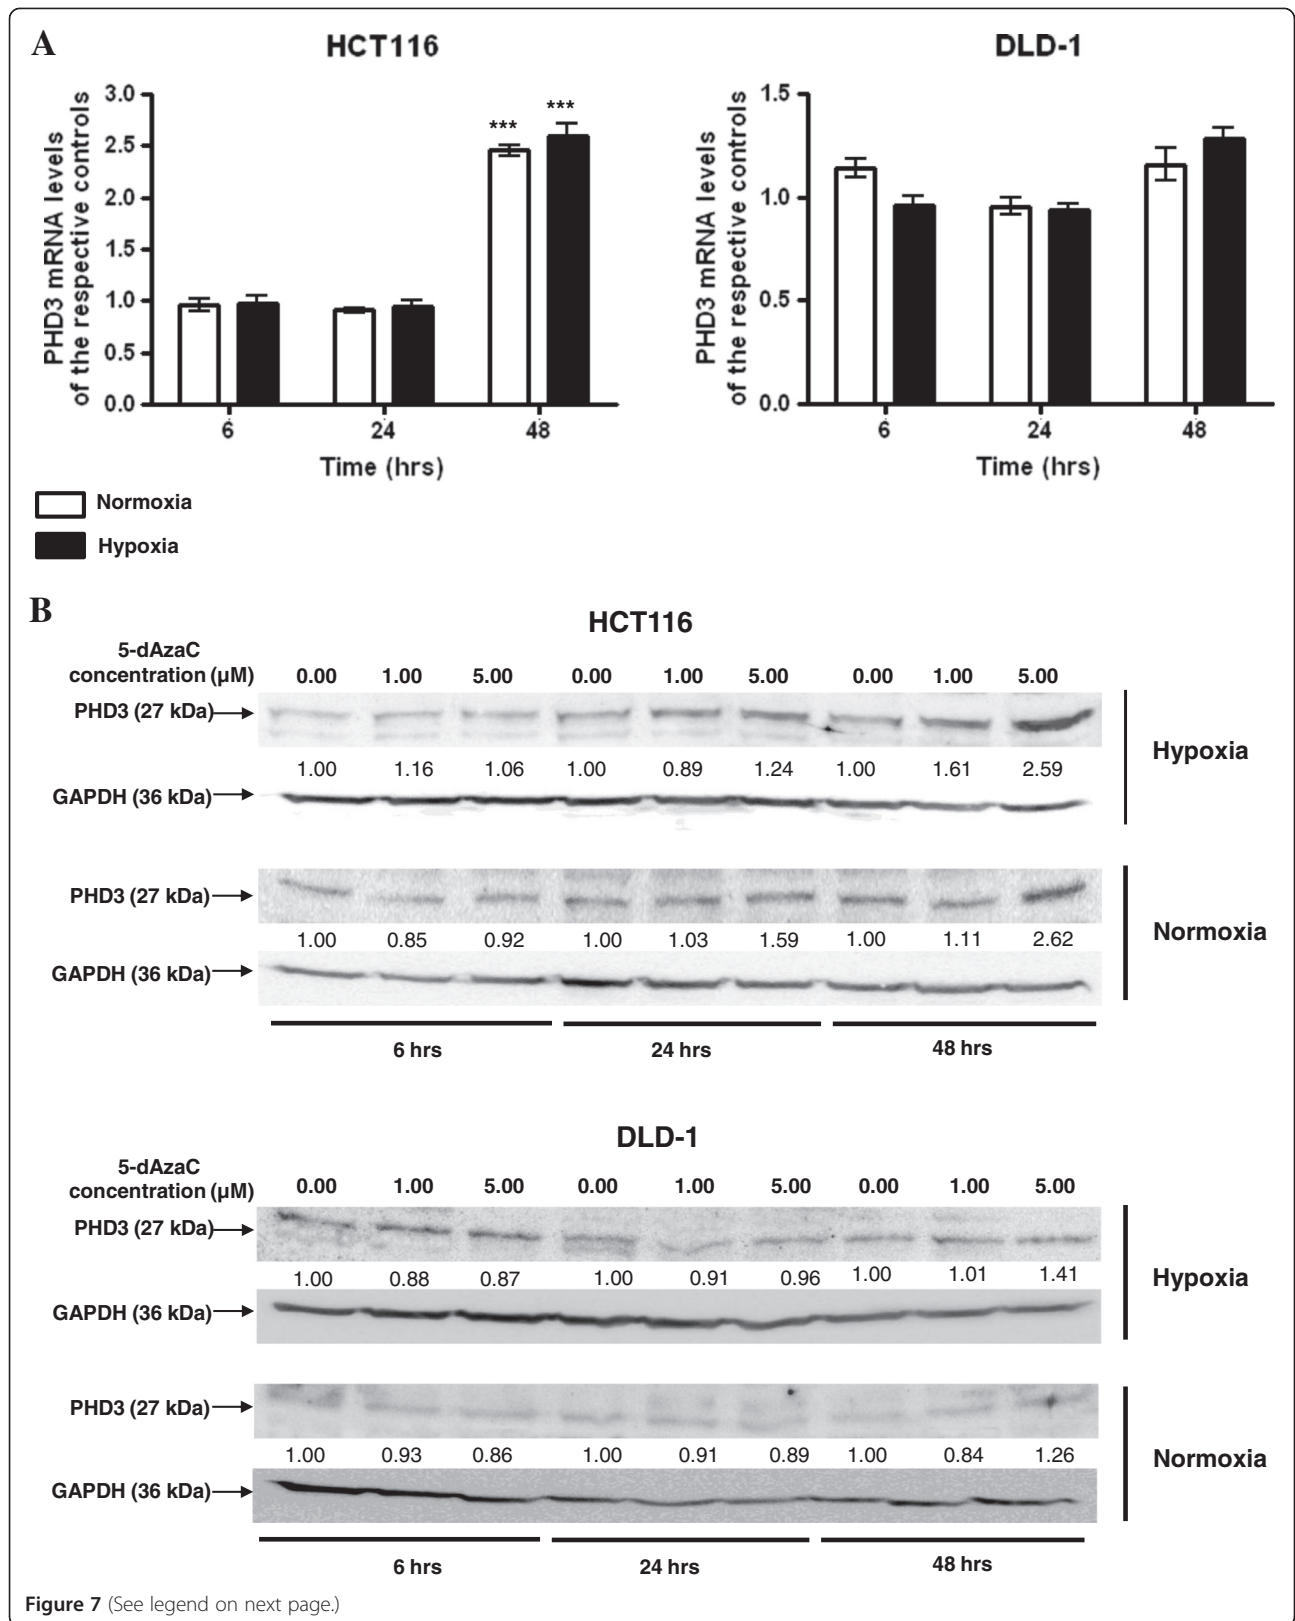 A
HCT116
DLD-1
PHD3 mRNA levels
of the respective controls
3.0
2.5
2.0
1.5
1.0
0.5
0.0
***
***
6
24
48
Time (hrs)
PHD3 mRNA levels
of the respective controls
1.5
1.0
0.5
0.0
6
24
48
Time (hrs)
Normoxia
Hypoxia
B
HCT116
5-dAzaC
concentration (µM) 0.00 1.00 5.00 0.00 1.00 5.00 0.00 1.00 5.00
PHD3 (27 kDa)
1.00 1.16 1.06 1.00 0.89 1.24 1.00 1.61 2.59
Hypoxia
GAPDH (36 kDa)
PHD3 (27 kDa)
1.00 0.85 0.92 1.00 1.03 1.59 1.00 1.11 2.62
Normoxia
GAPDH (36 kDa)
6 hrs 24 hrs 48 hrs
DLD-1
5-dAzaC
concentration (µM) 0.00 1.00 5.00 0.00 1.00 5.00 0.00 1.00 5.00
PHD3 (27 kDa)
1.00 0.88 0.87 1.00 0.91 0.96 1.00 1.01 1.41
Hypoxia
GAPDH (36 kDa)
PHD3 (27 kDa)
1.00 0.93 0.86 1.00 0.91 0.89 1.00 0.84 1.26
Normoxia
GAPDH (36 kDa)
6 hrs 24 hrs 48 hrs
Figure 7 (See legend on next page.)